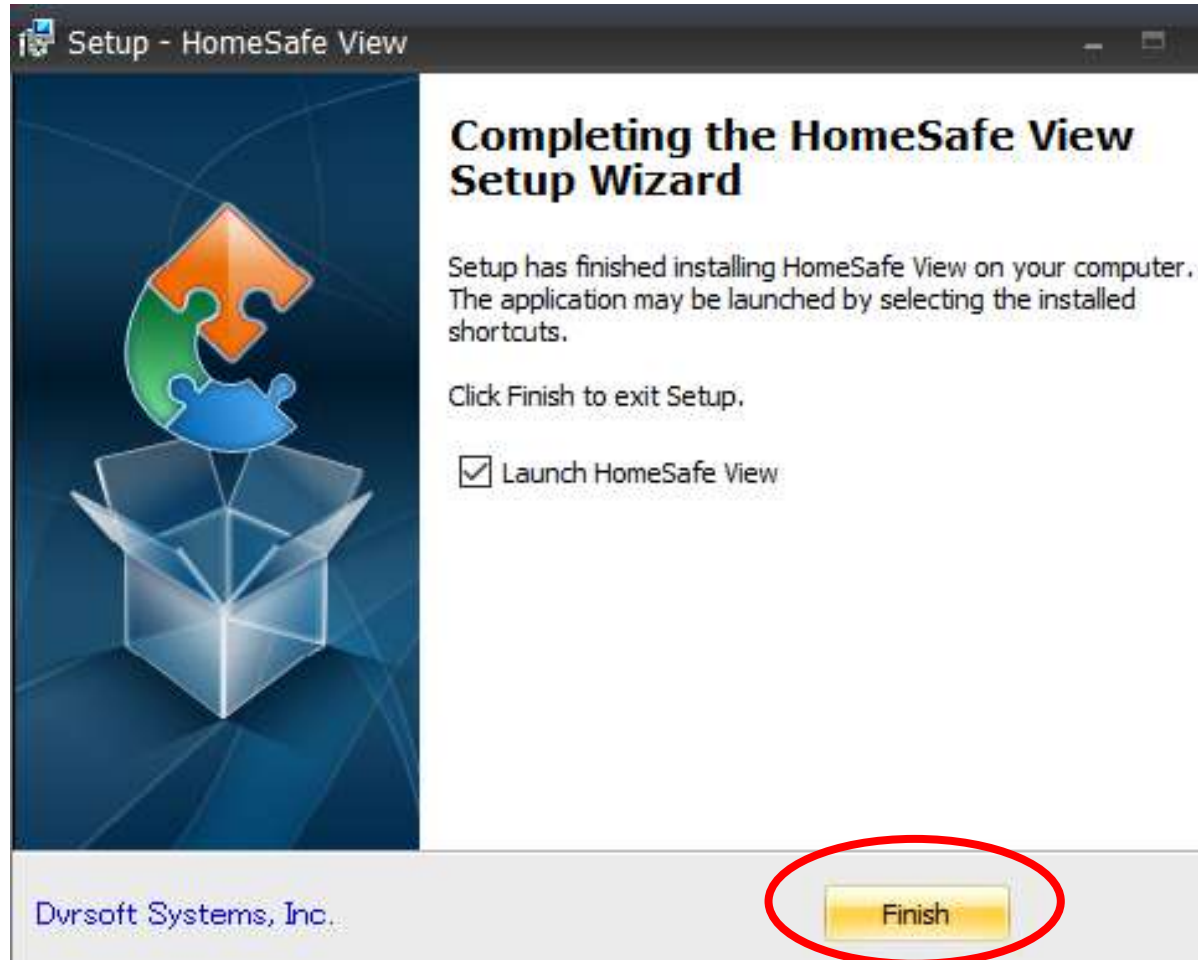 Setup - HomeSafe View
Completing the HomeSafe View
Setup Wizard
Setup has finished installing HomeSafe View on your computer.
The application may be launched by selecting the installed
shortcuts.
Click Finish to exit Setup.
Launch HomeSafe View
Dvrsoft Systems, Inc.
Finish